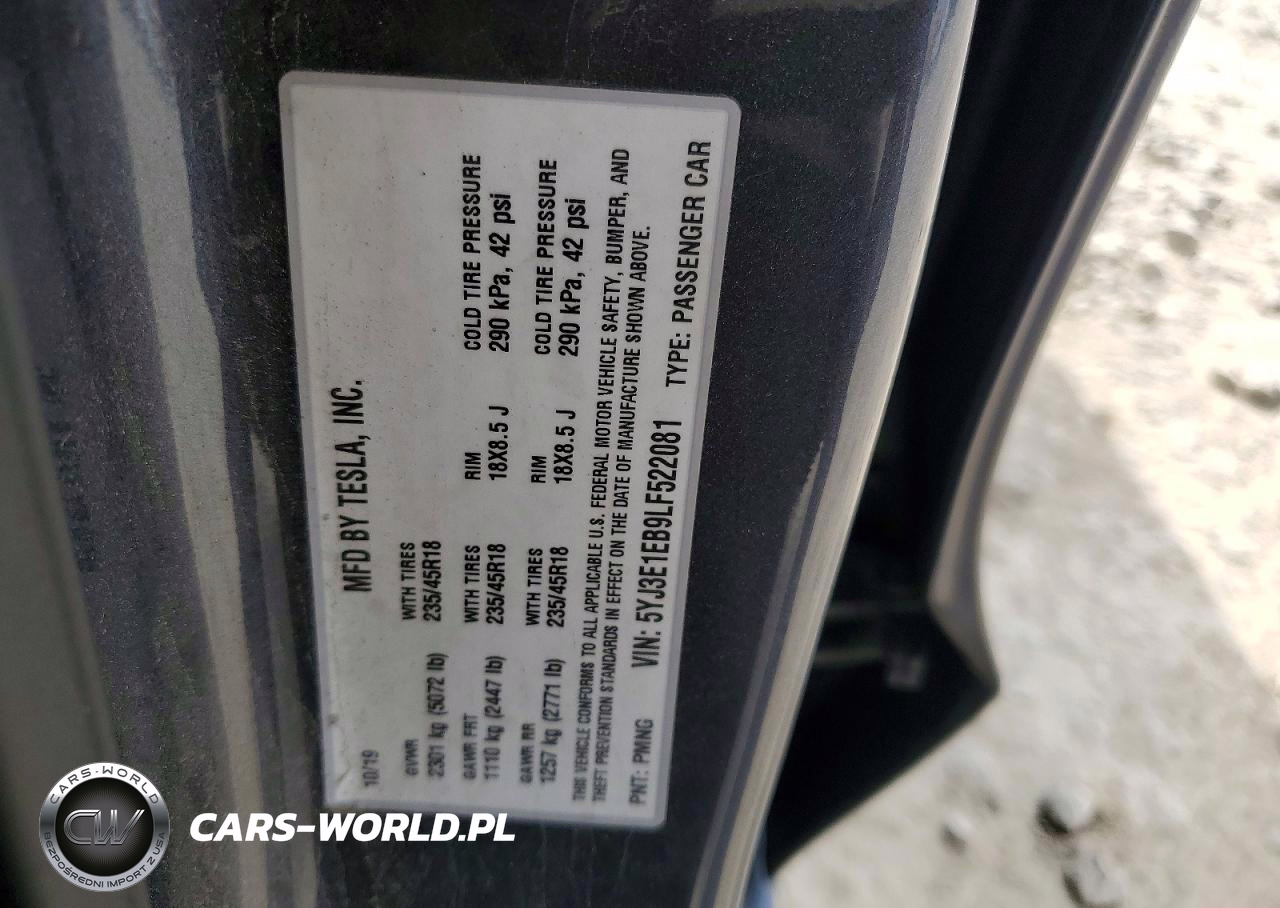 MFD BY TESLA, INC.
10/19
GVWR
2301 kg (5072 lb)
WITH TIRES
235/45R18
GAWR FRT
1110 kg (2447 lb)
WITH TIRES
235/45R18
RIM
18X8.5 J
COLD TIRE PRESSURE
290 kPa, 42 psi
GAWR RR
1257 kg (2771 lb)
WITH TIRES
235/45R18
RIM
18X8.5 J
COLD TIRE PRESSURE
290 kPa, 42 psi
THIS VEHICLE CONFORMS TO ALL APPLICABLE U.S. FEDERAL MOTOR VEHICLE SAFETY, BUMPER, AND
THEFT PREVENTION STANDARDS IN EFFECT ON THE DATE OF MANUFACTURE SHOWN ABOVE.
PNT: PMNG VIN: 5YJ3E1EB9LF522081 TYPE: PASSENGER CAR
CARS-WORLD
CW
BEZPOŚREDNI IMPORT Z USA
CARS-WORLD.PL